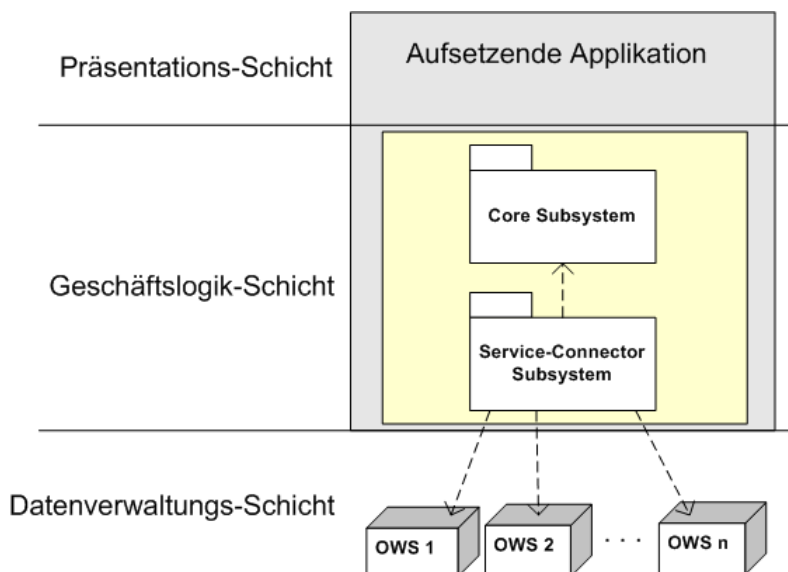 Präsentations-Schicht
Aufsetzende Applikation
Core Subsystem
Geschäftslogik-Schicht
Service-Connector
Subsystem
Datenverwaltungs-Schicht
OWS 1
OWS 2
. . .
OWS n